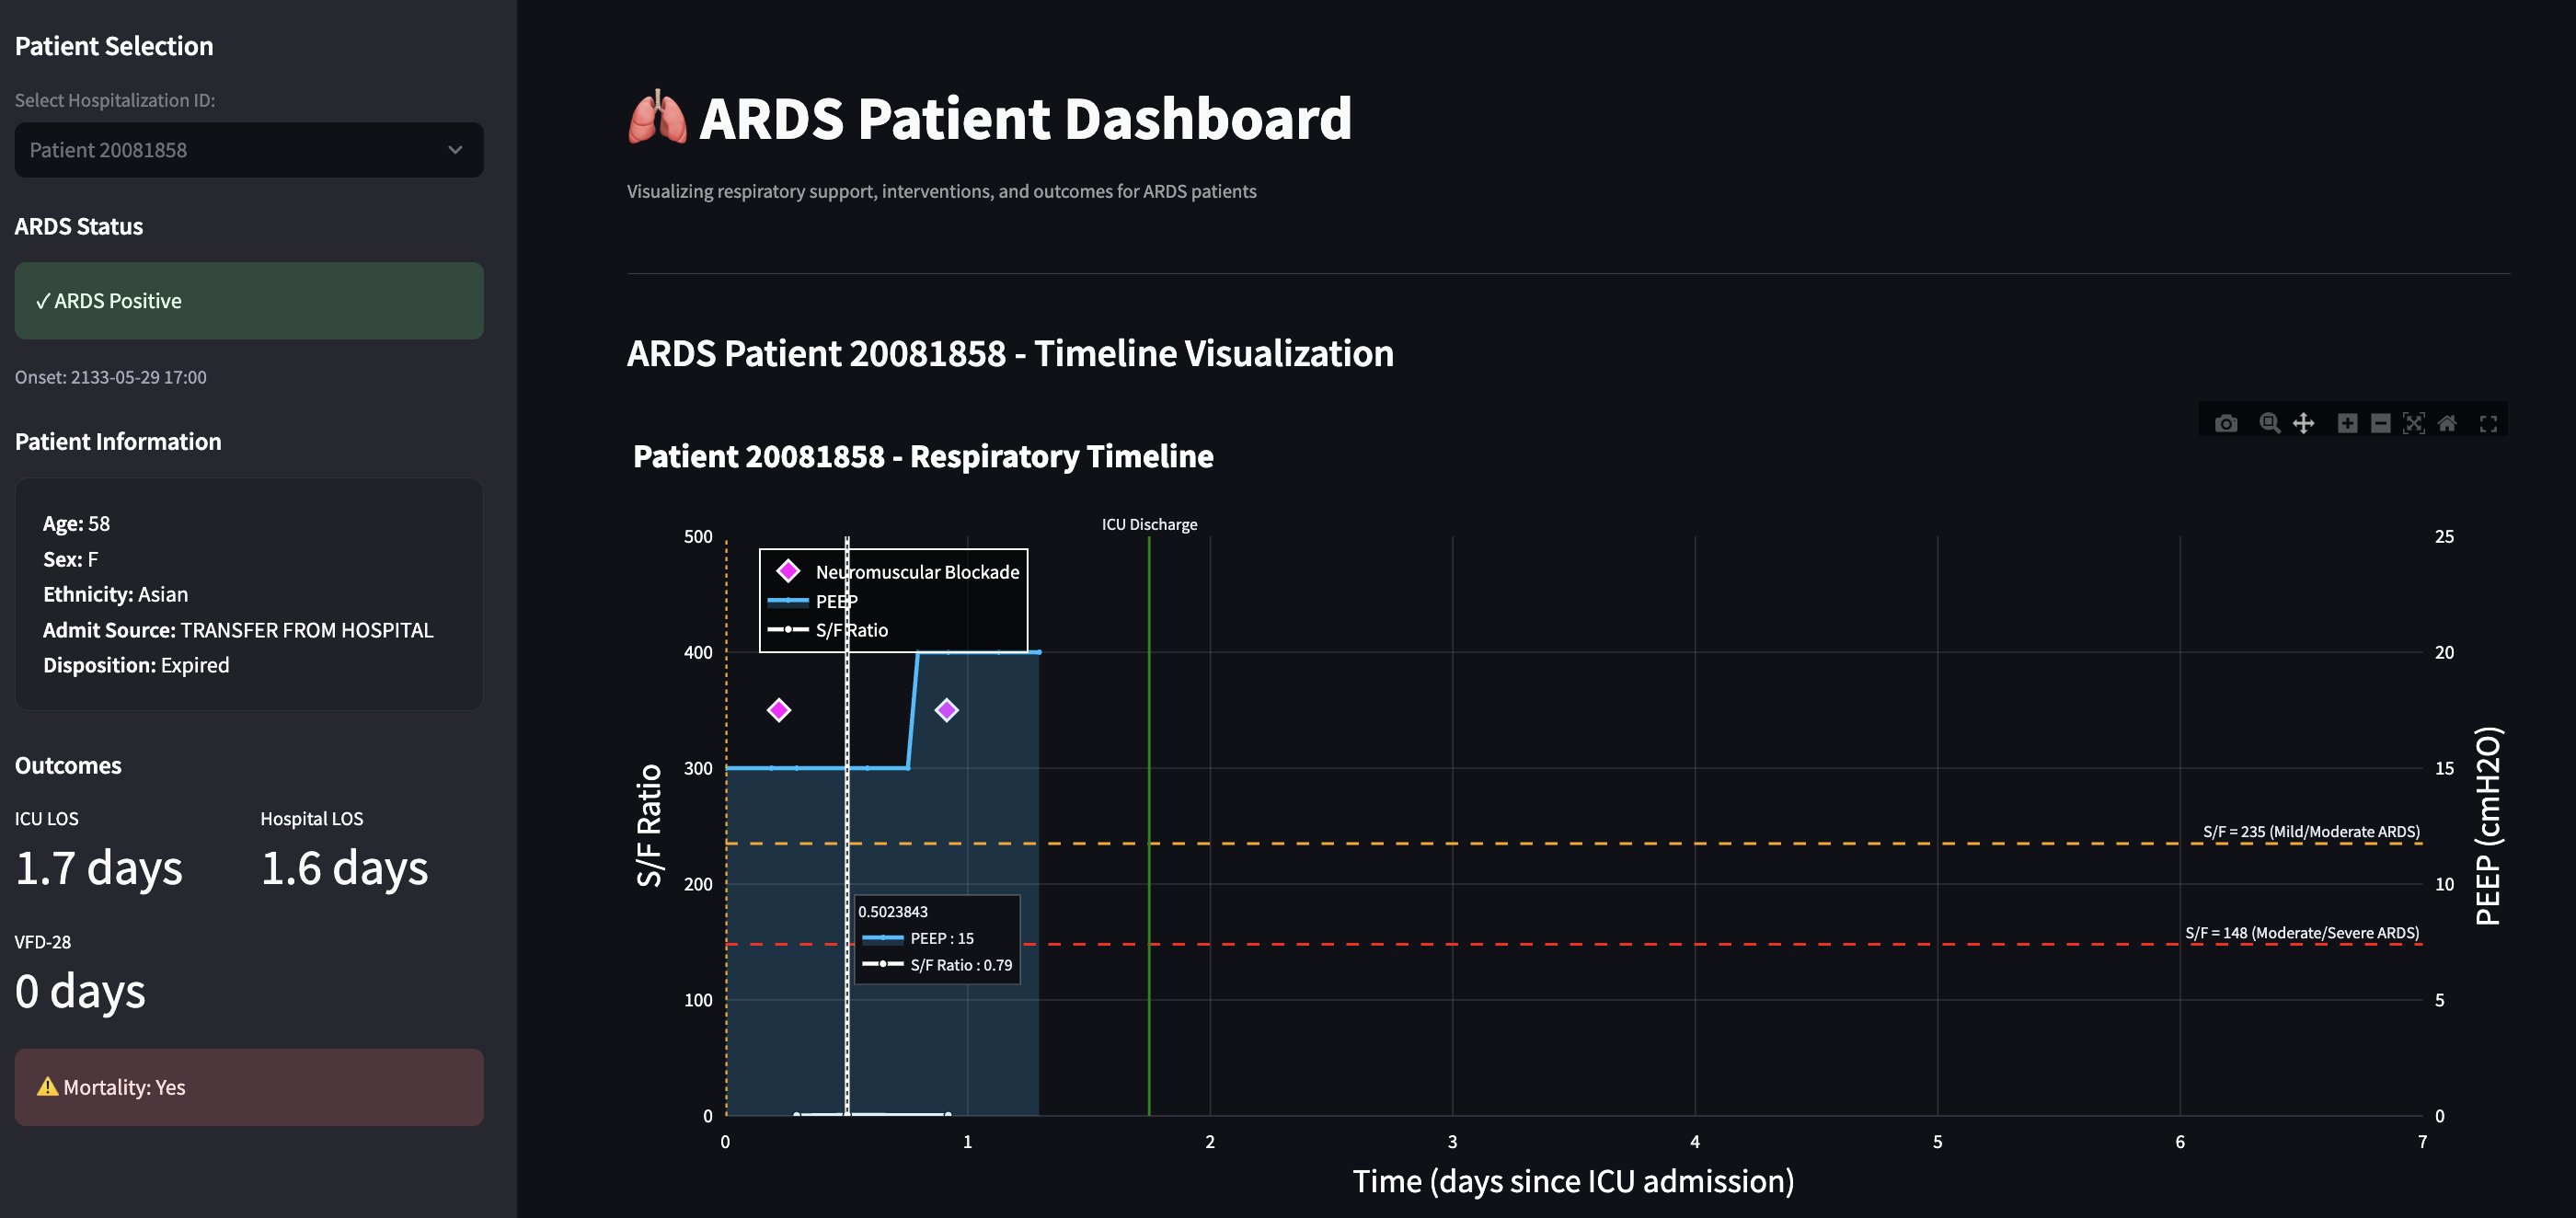 Patient Selection
Select Hospitalization ID:
Patient 20081858
ARDS Status
✓ ARDS Positive
Onset: 2133-05-29 17:00
Patient Information
Age: 58
Sex: F
Ethnicity: Asian
Admit Source: TRANSFER FROM HOSPITAL
Disposition: Expired
Outcomes
ICU LOS
1.7 days
Hospital LOS
1.6 days
VFD-28
0 days
⚠️ Mortality: Yes
🫁 ARDS Patient Dashboard
Visualizing respiratory support, interventions, and outcomes for ARDS patients
ARDS Patient 20081858 - Timeline Visualization
Patient 20081858 - Respiratory Timeline
ICU Discharge
Neuromuscular Blockade
PEEP
S/F Ratio
500
400
300
200
100
0
S/F Ratio
25
20
15
10
5
0
PEEP (cmH2O)
S/F = 235 (Mild/Moderate ARDS)
S/F = 148 (Moderate/Severe ARDS)
0.5023843
PEEP : 15
S/F Ratio : 0.79
0 1 2 3 4 5 6 7
Time (days since ICU admission)